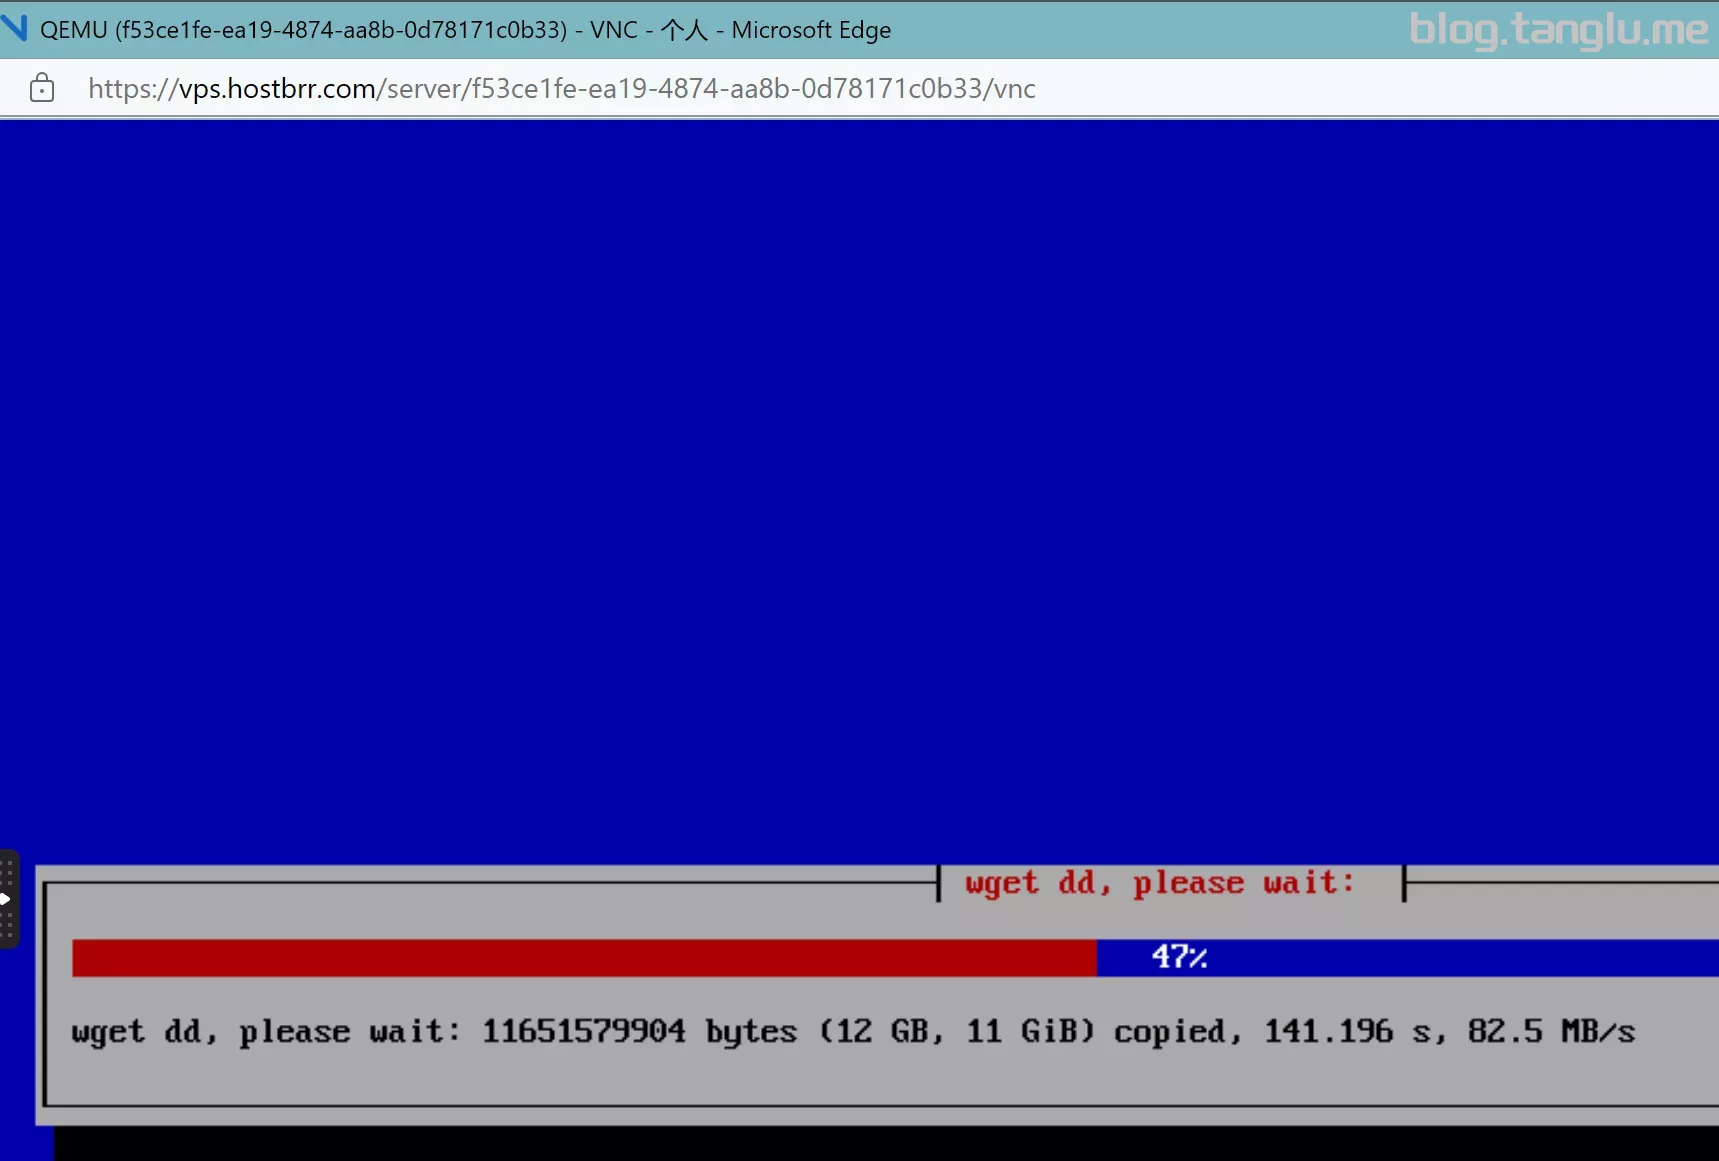 QEMU (f53ce1fe-ea19-4874-aa8b-0d78171c0b33) - VNC - 个人 - Microsoft Edge
blog.tanglu.me
https://vps.hostbrr.com/server/f53ce1fe-ea19-4874-aa8b-0d78171c0b33/vnc
wget dd, please wait:
47%
wget dd, please wait: 11651579904 bytes (12 GB, 11 GiB) copied, 141.196 s, 82.5 MB/s